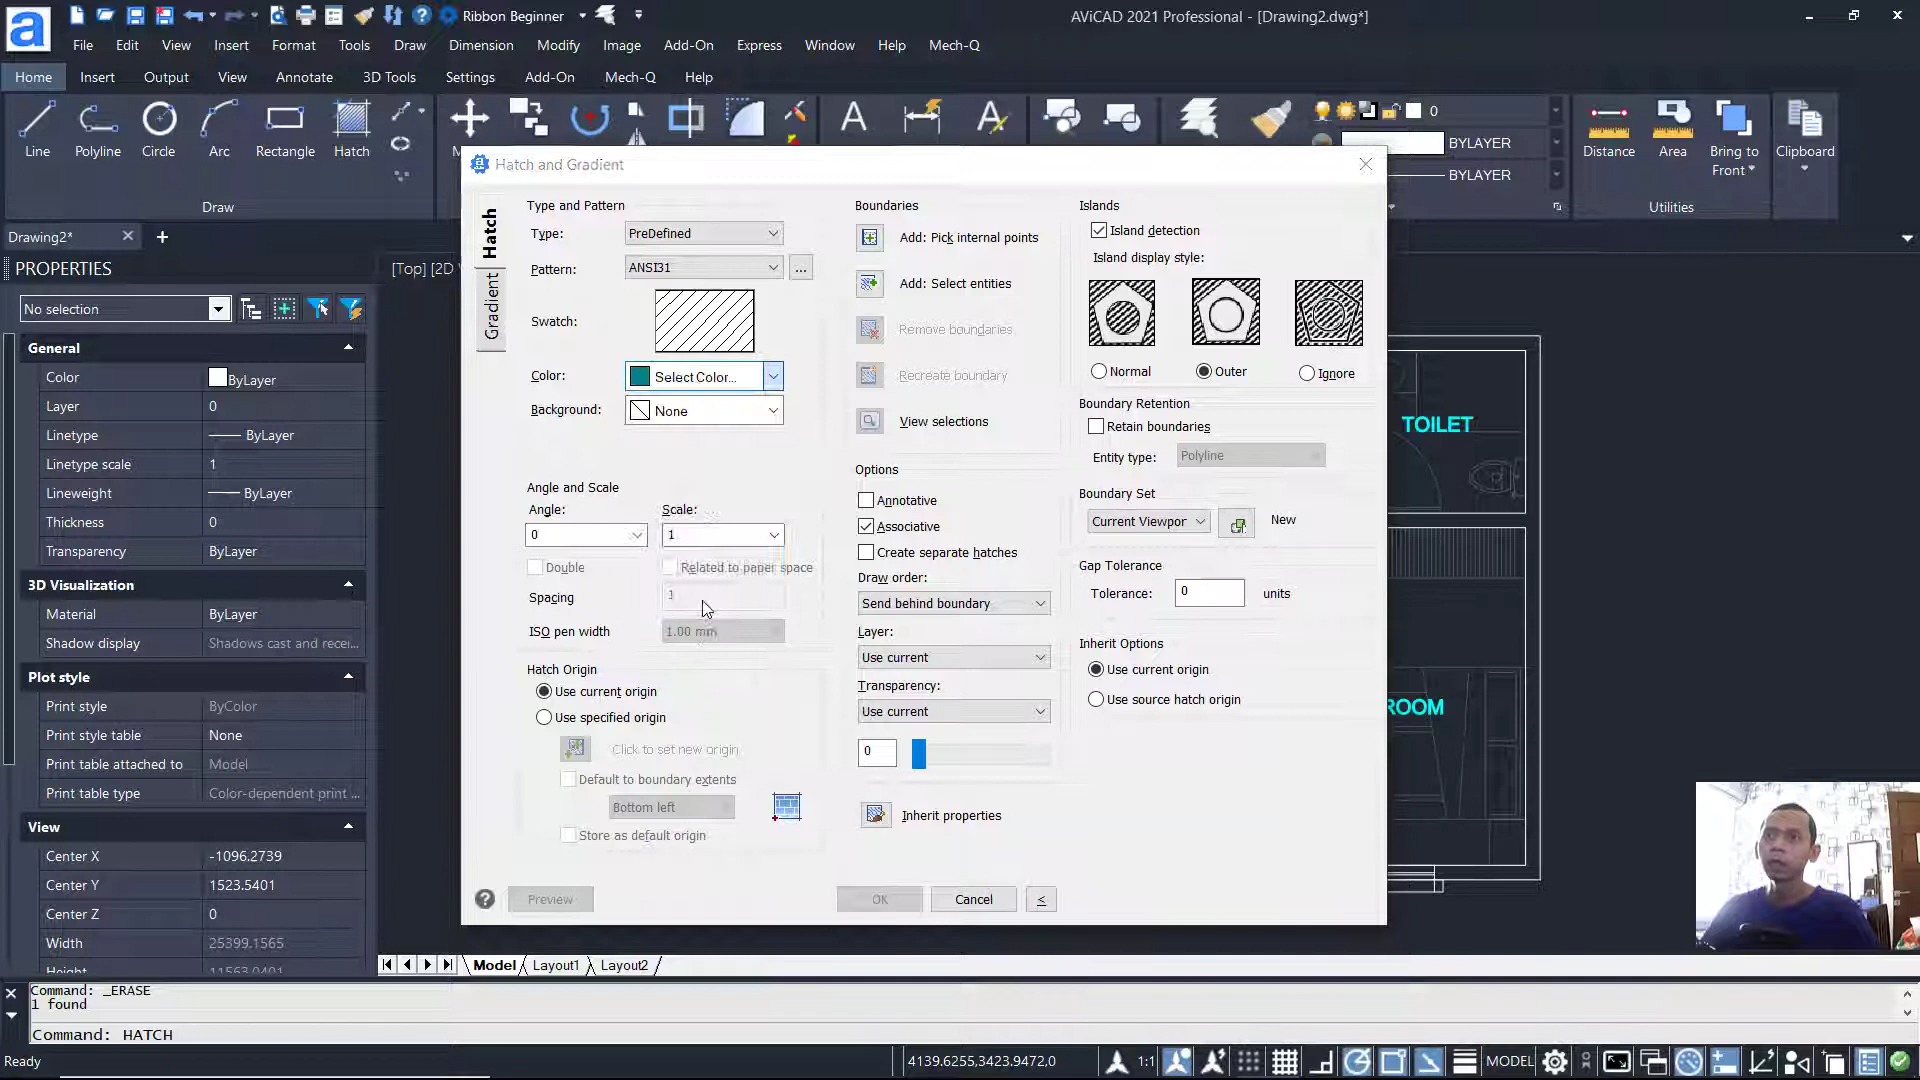 a Ribbon Beginner AViCAD 2021 Professional - [Drawing2.dwg*]
File Edit View Insert Format Tools Draw Dimension Modify Image Add-On Express Window Help Mech-Q
Home Insert Output View Annotate 3D Tools Settings Add-On Mech-Q Help
0
Line Polyline Circle Arc Rectangle Hatch BYLAYER Distance Area Bring to Front Clipboard
BYLAYER
Draw Utilities
Drawing2*
PROPERTIES
[Top] [2D
No selection
General
Color ByLayer
Layer 0
Linetype ByLayer
Linetype scale 1
Lineweight ByLayer
Thickness 0
Transparency ByLayer
3D Visualization
Material ByLayer
Shadow display Shadows cast and recei...
Plot style
Print style ByColor
Print style table None
Print table attached to Model
Print table type Color-dependent print ...
View
Center X -1096.2739
Center Y 1523.5401
Center Z 0
Width 25399.1565
Height 11563.0401
Hatch and Gradient
Hatch
Gradient
Type and Pattern
Type: PreDefined
Pattern: ANSI31 ...
Swatch:
Color: Select Color...
Background: None
Angle and Scale
Angle: Scale:
0 1
Double Related to paper space
Spacing 1
ISO pen width 1.00 mm
Hatch Origin
Use current origin
Use specified origin
Click to set new origin
Default to boundary extents
Bottom left
Store as default origin
Boundaries
Add: Pick internal points
Add: Select entities
Remove boundaries
Recreate boundary
View selections
Options
Annotative
Associative
Create separate hatches
Draw order:
Send behind boundary
Layer:
Use current
Transparency:
Use current
0
Inherit properties
Islands
Island detection
Island display style:
Normal Outer Ignore
Boundary Retention
Retain boundaries
Entity type: Polyline
Boundary Set
Current Viewpor New
Gap Tolerance
Tolerance: 0 units
Inherit Options
Use current origin
Use source hatch origin
? Preview OK Cancel <
TOILET
ROOM
Model Layout1 Layout2
Command: _ERASE
1 found
Command: HATCH
Ready 4139.6255,3423.9472,0 1:1 MODEL